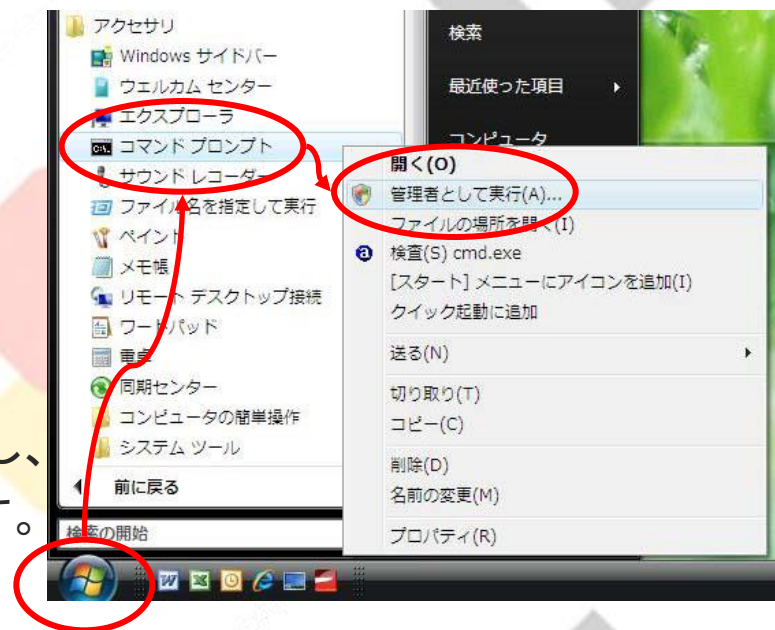 アクセサリ
Windows サイドバー
ウェルカム センター
エクスプローラ
コマンド プロンプト
サウンド レコーダー
ファイル名を指定して実行
ペイント
メモ帳
リモート デスクトップ接続
ワードパッド
電卓
同期センター
コンピュータの簡単操作
システム ツール
前に戻る
検索の開始
検索
最近使った項目
コンピュータ
開く(O)
管理者として実行(A)...
ファイルの場所を開く(I)
検査(S) cmd.exe
[スタート] メニューにアイコンを追加(I)
クイック起動に追加
送る(N)
切り取り(T)
コピー(C)
削除(D)
名前の変更(M)
プロパティ(R)